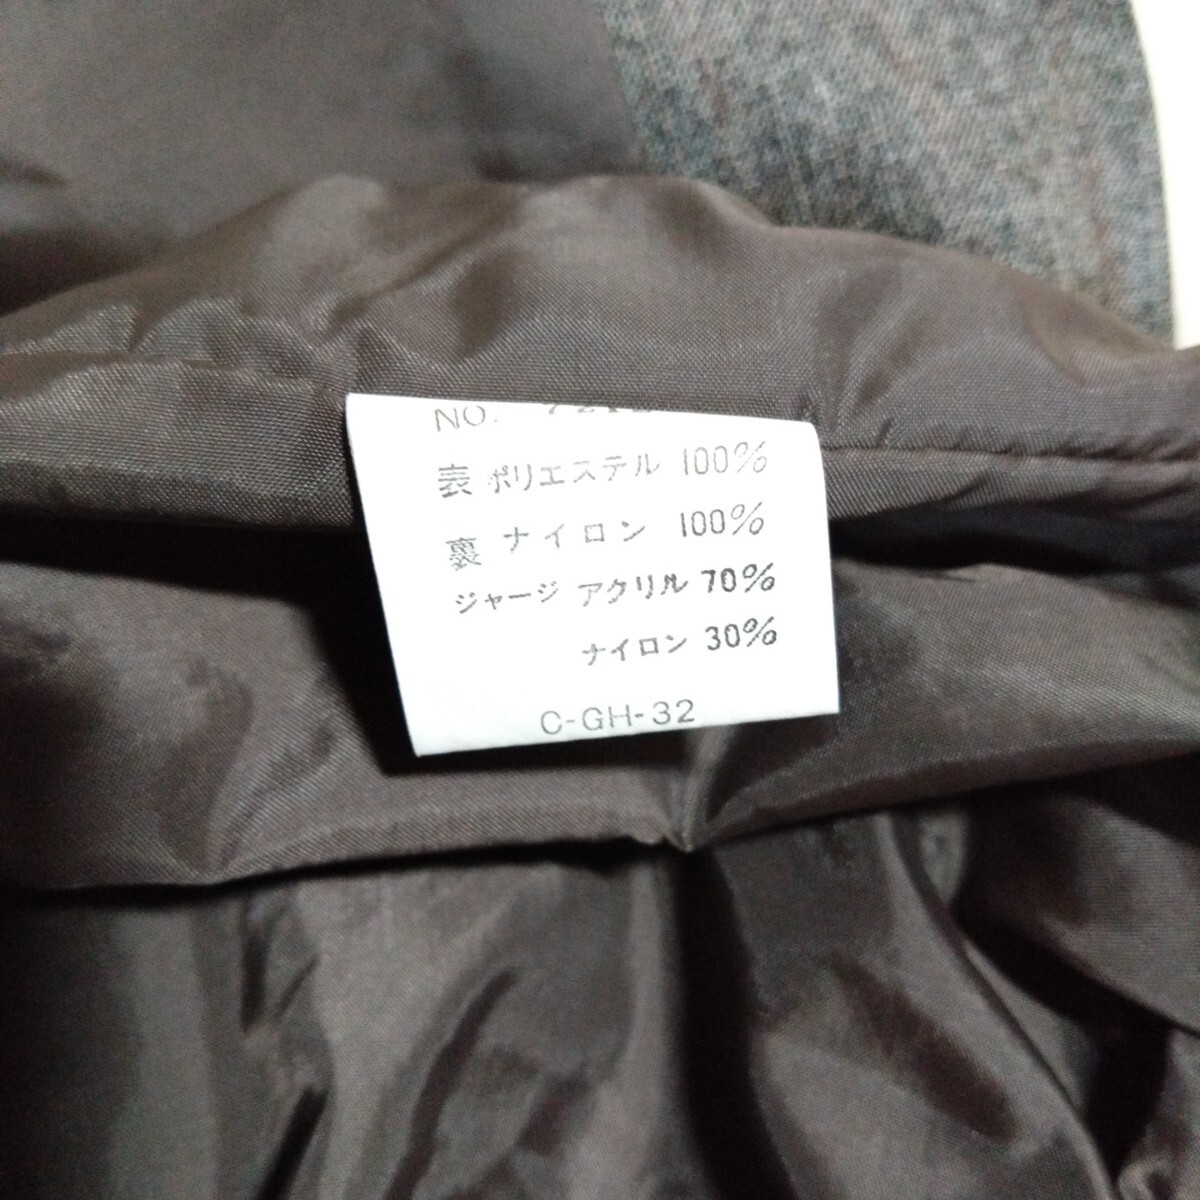 NO.
表 ポリエステル 100%
裏 ナイロン 100%
ジャージ アクリル 70%
ナイロン 30%
C-GH-32